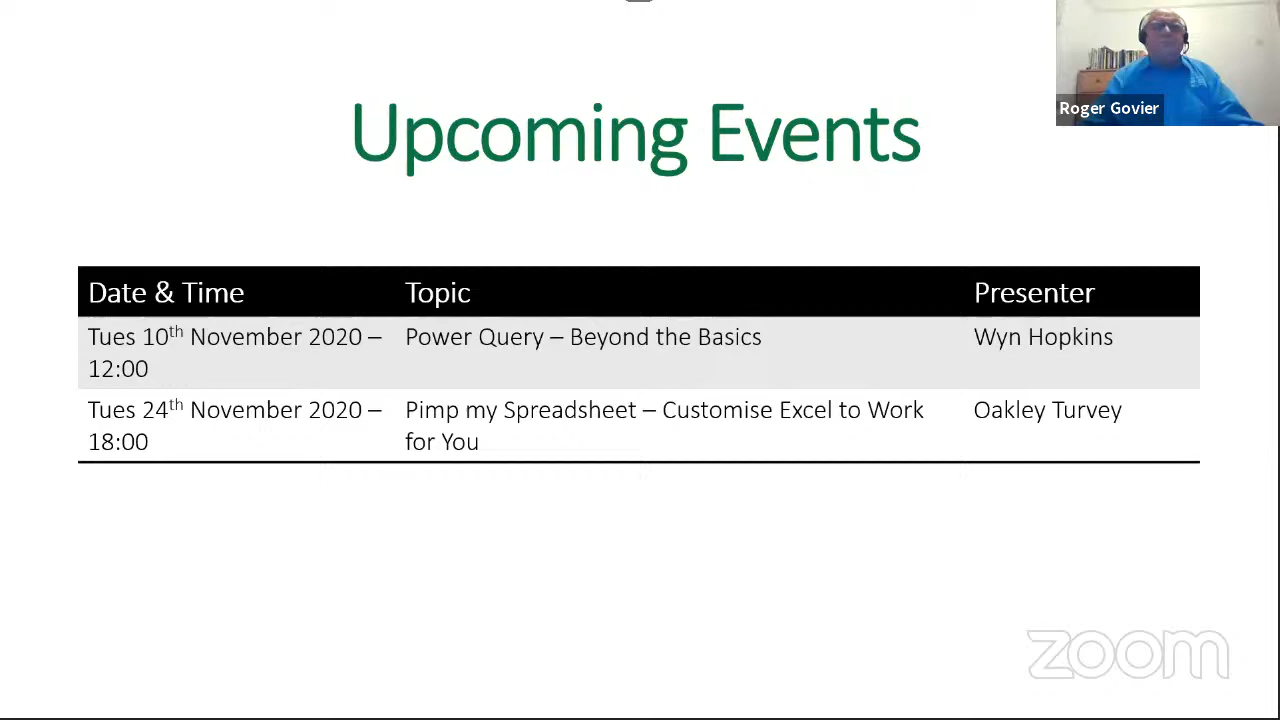 Roger Govier
Upcoming Events
Date & Time Topic Presenter
Tues 10th November 2020 – Power Query – Beyond the Basics Wyn Hopkins
12:00
Tues 24th November 2020 – Pimp my Spreadsheet – Customise Excel to Work Oakley Turvey
18:00 for You
zoom